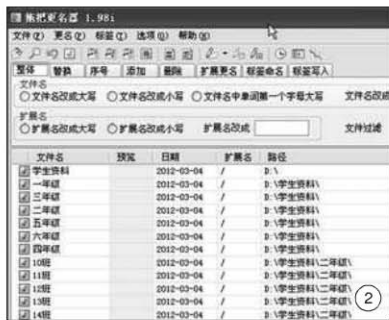 拖把更名器 1.98i
文件(F) 更名(R) 标签(T) 选项(O) 帮助(H)
整体 替换 序号 添加 删除 扩展更名 标签命名 标签写入
文件名
文件名改成大写 文件名改成小写 文件名中单词第一个字母大写 文件名改成
扩展名
扩展名改成大写 扩展名改成小写 扩展名改成 文件过滤
文件名 预览 日期 扩展名 路径
学生资料 2012-03-04 / D:\
一年级 2012-03-04 / D:\学生资料\
三年级 2012-03-04 / D:\学生资料\
二年级 2012-03-04 / D:\学生资料\
五年级 2012-03-04 / D:\学生资料\
六年级 2012-03-04 / D:\学生资料\
四年级 2012-03-04 / D:\学生资料\
10班 2012-03-04 / D:\学生资料\二年级\
11班 2012-03-04 / D:\学生资料\二年级\
12班 2012-03-04 / D:\学生资料\二年级\
13班 2012-03-04 / D:\学生资料\二年级\
14班 2012-03-04 / D:\学生资料\二年级\
②